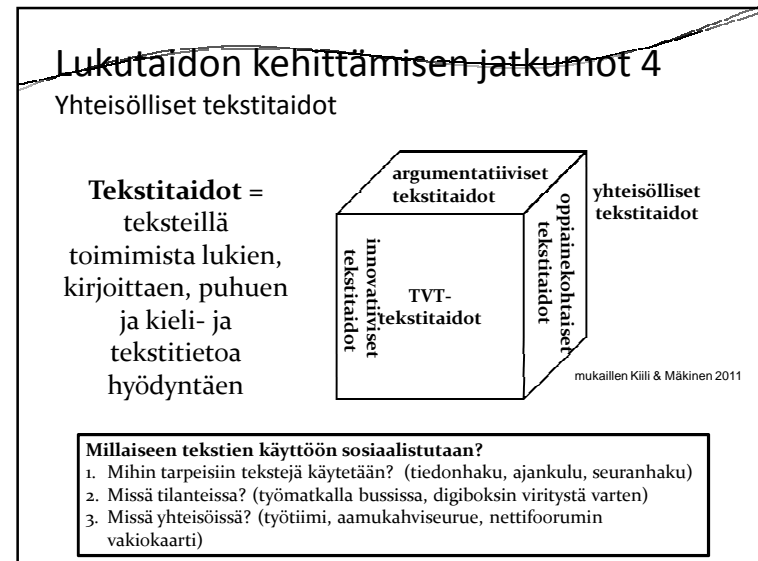 Lukutaidon kehittämisen jatkumot 4
Yhteisölliset tekstitaidot
Tekstitaidot =
teksteillä
toimimista lukien,
kirjoittaen, puhuen
ja kieli- ja
tekstitietoa
hyödyntäen
argumentatiiviset
tekstitaidot
yhteisölliset
tekstitaidot
innovatiiviset
tekstitaidot
TVT-
tekstitaidot
oppiainekohtaiset
tekstitaidot
mukaillen Kiili & Mäkinen 2011
Millaiseen tekstien käyttöön sosiaalistutaan?
1. Mihin tarpeisiin tekstejä käytetään? (tiedonhaku, ajankulu, seuranhaku)
2. Missä tilanteissa? (työmatkalla bussissa, digiboksin viritystä varten)
3. Missä yhteisöissä? (työtiimi, aamukahviseurue, nettifoorumin
vakiokaarti)